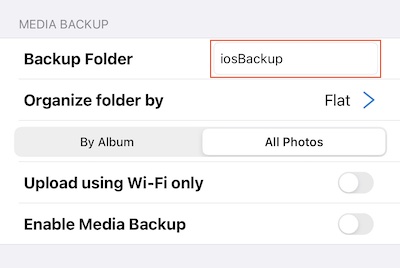 MEDIA BACKUP
Backup Folder iosBackup
Organize folder by Flat
By Album All Photos
Upload using Wi-Fi only
Enable Media Backup